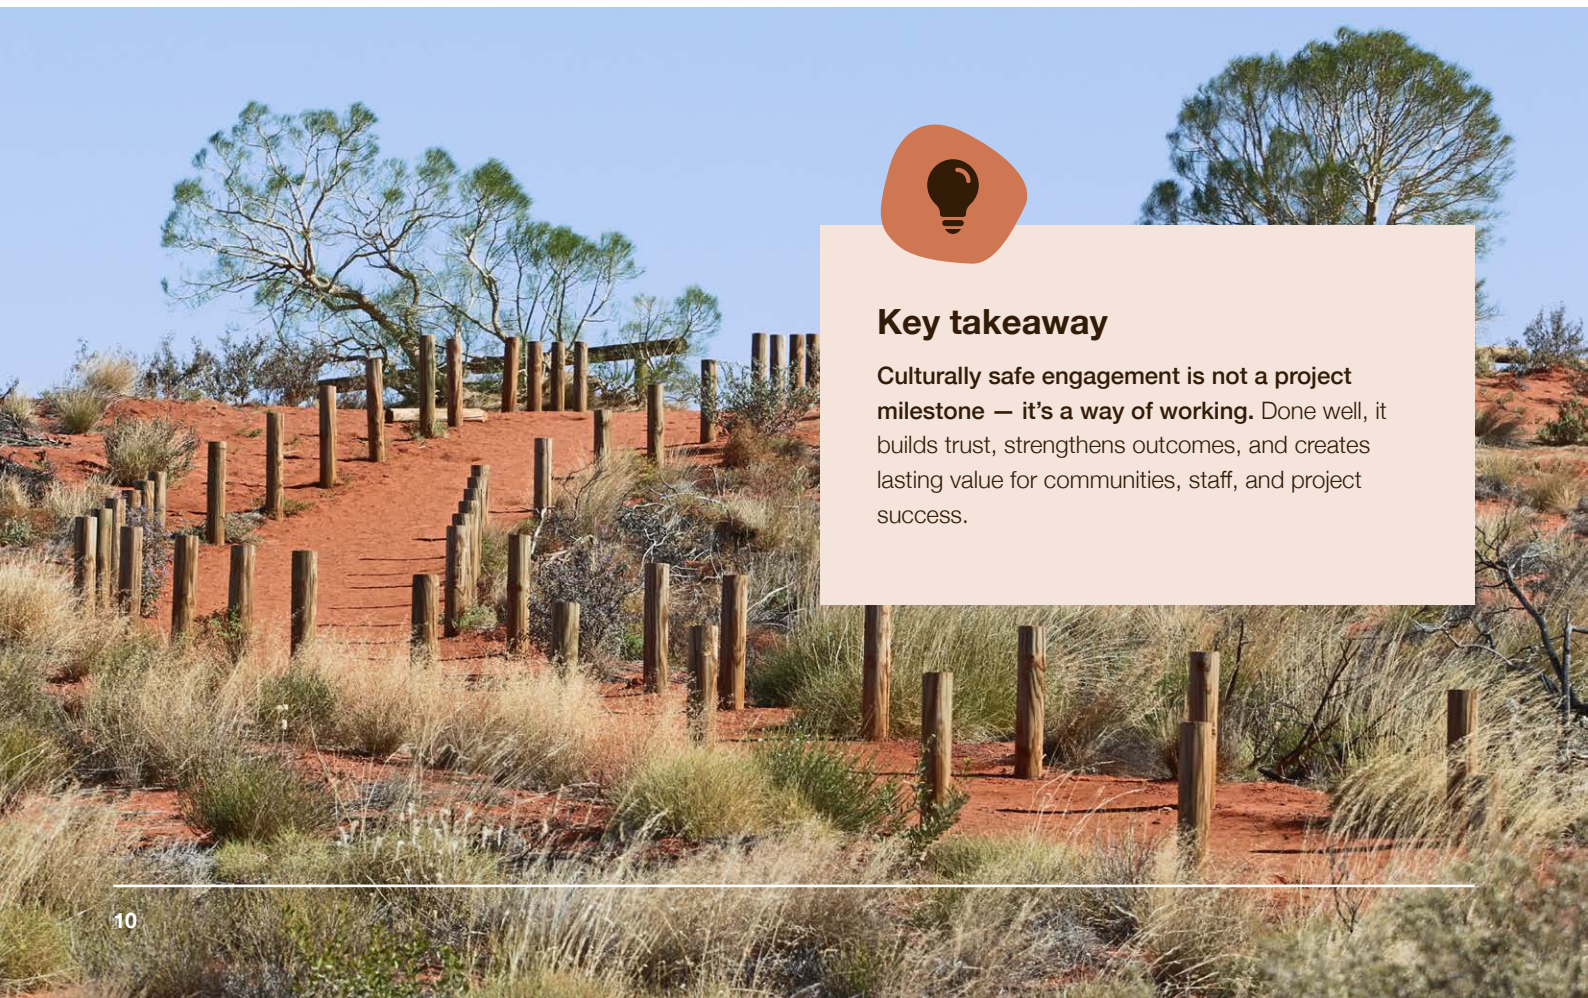 Key takeaway
Culturally safe engagement is not a project
milestone — it’s a way of working. Done well, it
builds trust, strengthens outcomes, and creates
lasting value for communities, staff, and project
success.
10